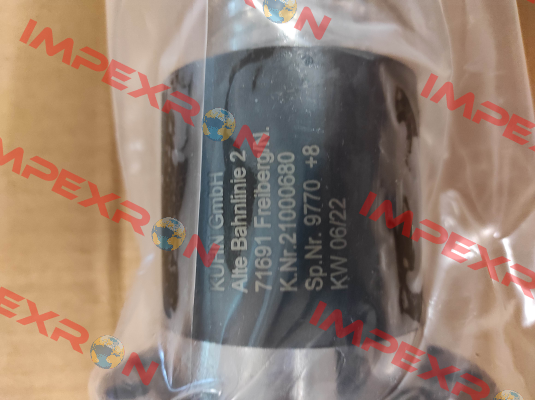 KUHN GmbH
Alte Bahnlinie 2
71691 Freiberg/N.
K.Nr.21000680
Sp.Nr. 9770 +8
KW 06/22
IMPEXRON
IMPEXRON
IMPEXRON
IMPEXRON
IMPEXRON
IMPEXRON